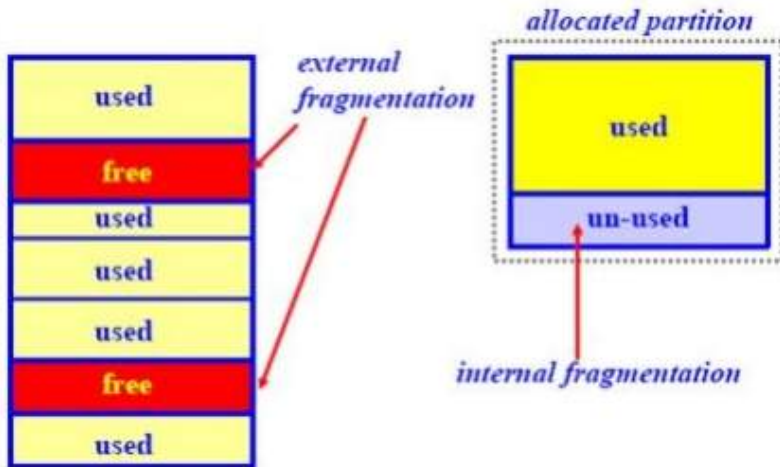 allocated partition
external
fragmentation
used
free
used
used
used
free
used
used
un-used
internal fragmentation